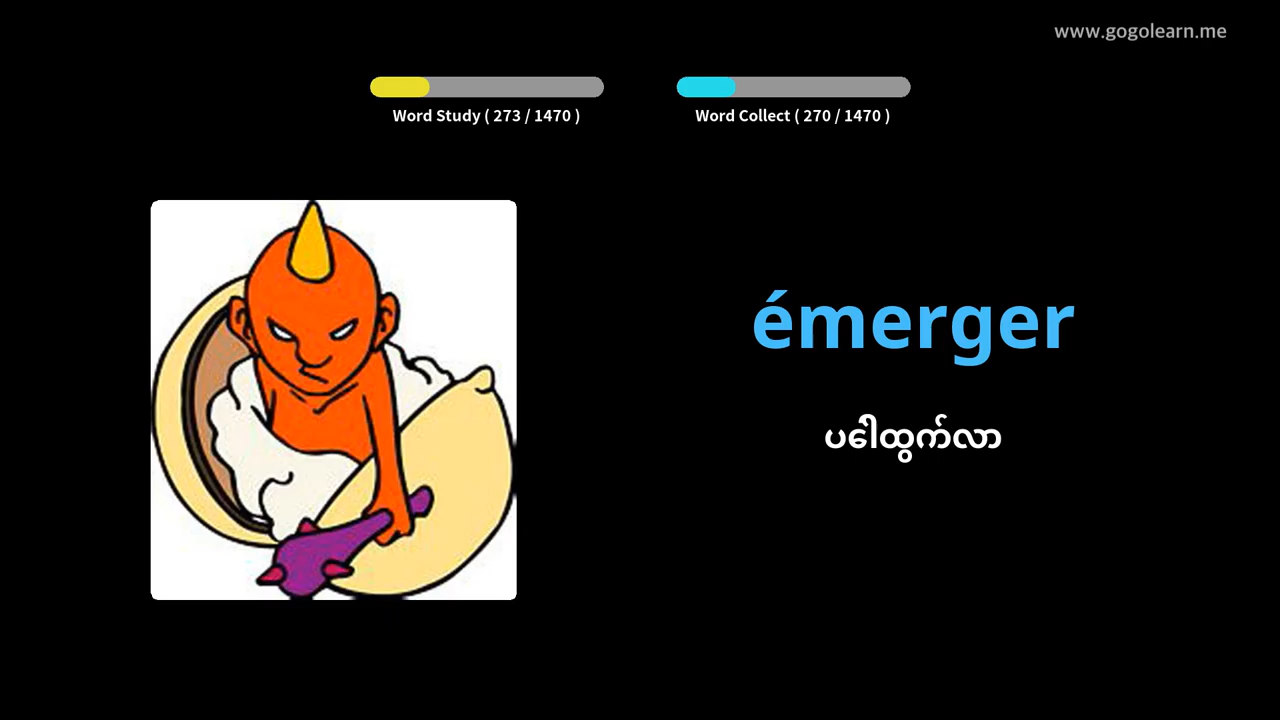 www.gogolearn.me
Word Study ( 273 / 1470 )
Word Collect ( 270 / 1470 )
émerger
ပေါ်ထွက်လာ